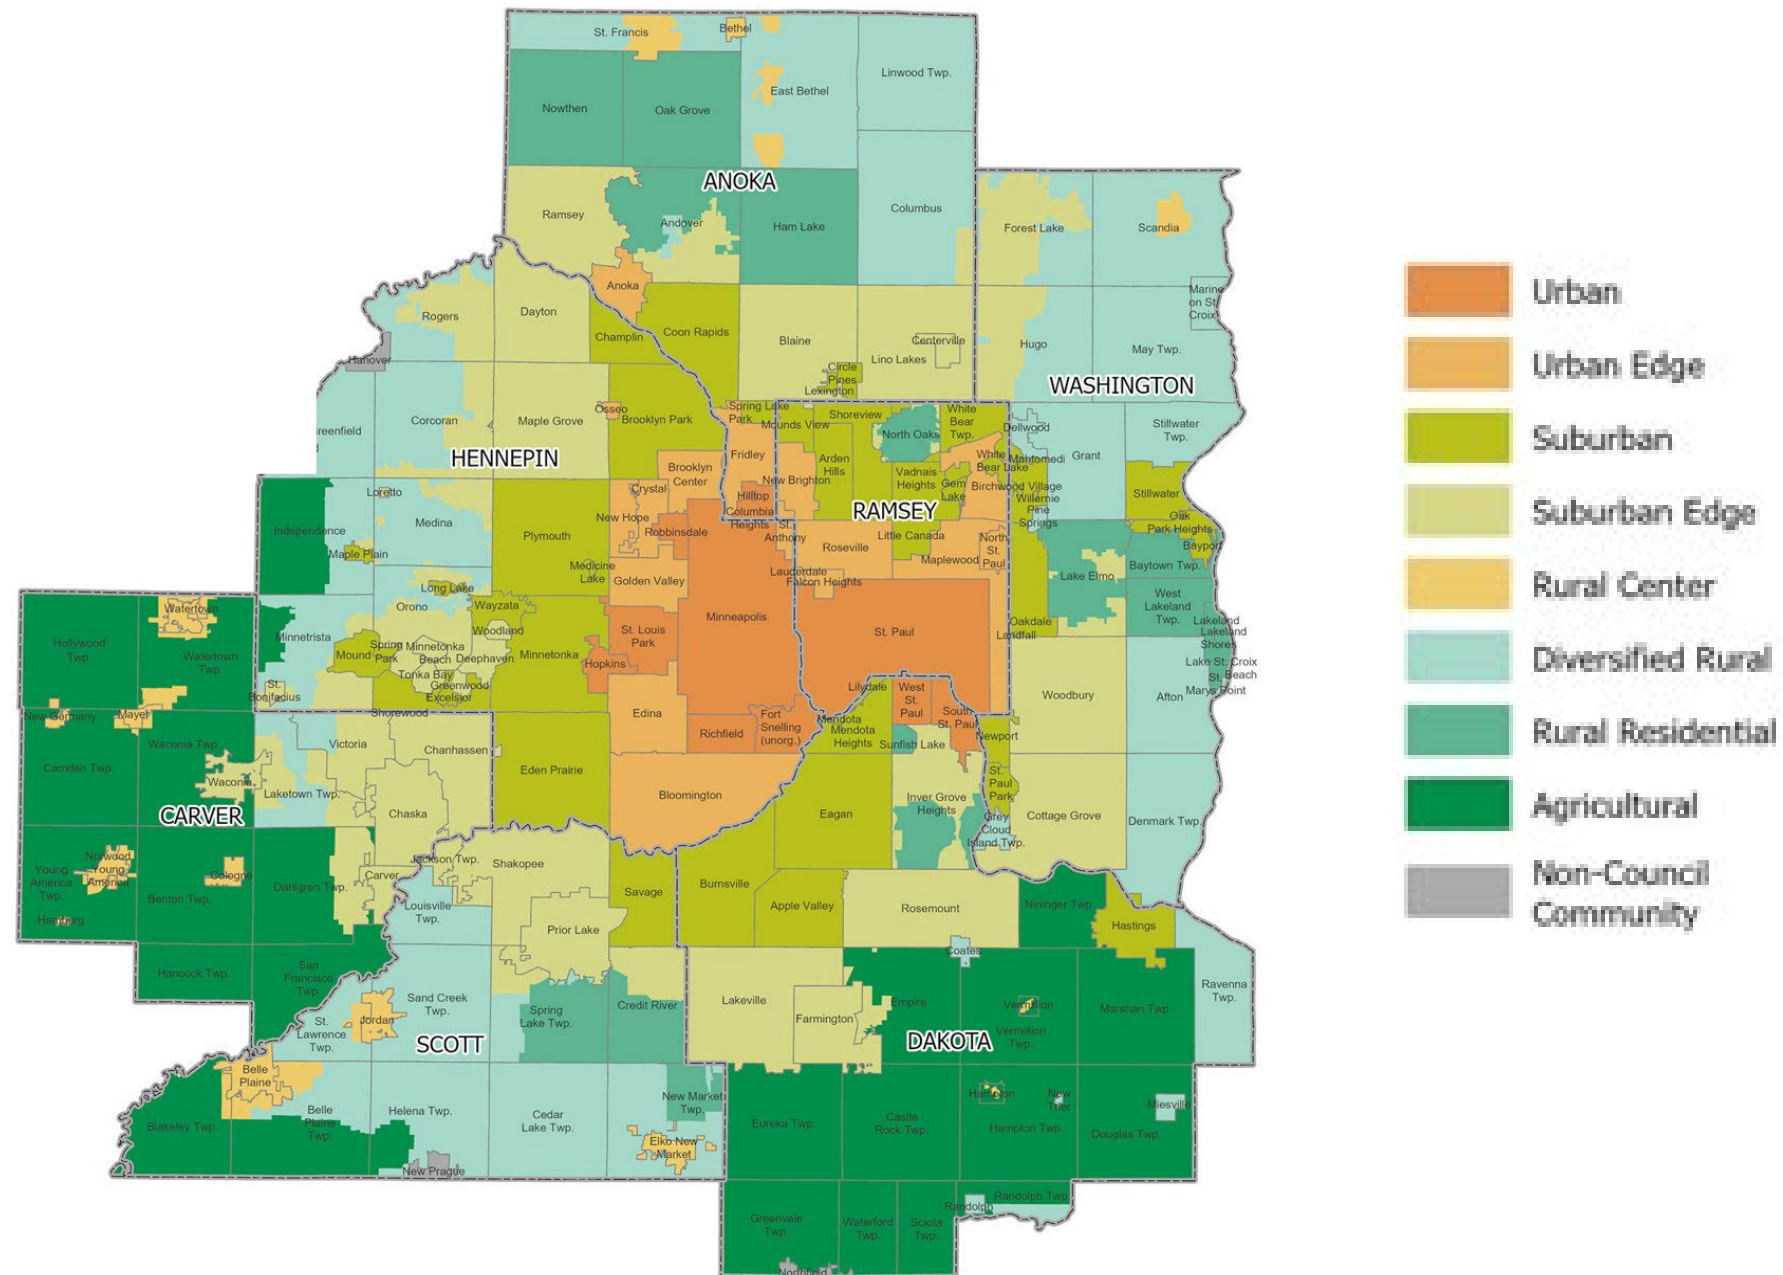 St. Francis
Bethel
Linwood Twp.
East Bethel
Nowthen
Oak Grove
ANOKA
Ramsey
Andover
Ham Lake
Columbus
Forest Lake
Scandia
Anoka
Marine
on St.
Croix
Rogers
Dayton
Champlin
Coon Rapids
Blaine
Centerville
Lino Lakes
Hugo
May Twp.
Hanover
Circle
Pines
Lexington
WASHINGTON
Corcoran
Maple Grove
Osseo
Brooklyn Park
Spring Lake
Park
Mounds View
Shoreview
White
Bear
Twp.
Dellwood
Stillwater
Twp.
reenfield
HENNEPIN
North Oaks
Fridley
Arden
Hills
White
Bear Lake
Mahtomedi
Grant
Brooklyn
Center
New Brighton
Vadnais
Heights
Gem
Lake
Birchwood Village
Willernie
Pine
Springs
Stillwater
Loretto
Crystal
Hilltop
Columbia
Heights
RAMSEY
Oak
Park Heights
Independence
Medina
Plymouth
New Hope
Robbinsdale
St.
Anthony
Roseville
Little Canada
North
St.
Paul
Bayport
Maple Plain
Medicine
Lake
Golden Valley
Lauderdale
Falcon Heights
Maplewood
Lake Elmo
Baytown Twp.
Long Lake
Orono
Wayzata
West
Lakeland
Twp.
Watertown
Hollywood
Twp.
Watertown
Twp.
Minnetrista
Woodland
Minneapolis
St. Louis
Park
St. Paul
Oakdale
Landfall
Lakeland
Lakeland
Shores
Mound
Spring
Park
Minnetonka
Beach
Deephaven
Minnetonka
Hopkins
Tonka Bay
Greenwood
Excelsior
Lake St. Croix
Beach
St.
Marys Point
St.
Bonifacius
Shorewood
Lilydale
West
St.
Paul
South
St. Paul
Woodbury
Afton
New Germany
Mayer
Edina
Richfield
Fort
Snelling
(unorg.)
Mendota
Mendota
Heights
Sunfish Lake
Newport
Waconia Twp.
Victoria
Chanhassen
Camden Twp.
Waconia
Laketown Twp.
Eden Prairie
Bloomington
St.
Paul
Park
Inver Grove
Heights
CARVER
Chaska
Eagan
Grey
Cloud
Island Twp.
Cottage Grove
Denmark Twp.
Norwood
Young
America
Young
America
Twp.
Cologne
Benton Twp.
Dahlgren Twp.
Carver
Jackson Twp.
Shakopee
Hamburg
Louisville
Twp.
Savage
Burnsville
Apple Valley
Rosemount
Nininger Twp.
Hastings
Prior Lake
Coates
Hancock Twp.
San
Francisco
Twp.
Sand Creek
Twp.
Jordan
St.
Lawrence
Twp.
Spring
Lake Twp.
Credit River
Lakeville
Farmington
Empire
Vermillion
Vermillion
Twp.
Marshan Twp.
Ravenna
Twp.
SCOTT
DAKOTA
Belle
Plaine
Blakeley Twp.
Belle
Plaine
Twp.
Helena Twp.
Cedar
Lake Twp.
New Market
Twp.
Elko New
Market
New Prague
Eureka Twp.
Castle
Rock Twp.
Hampton
New
Trier
Hampton Twp.
Miesville
Douglas Twp.
Greenvale
Twp.
Waterford
Twp.
Sciota
Twp.
Randolph
Randolph Twp.
Northfield
Urban
Urban Edge
Suburban
Suburban Edge
Rural Center
Diversified Rural
Rural Residential
Agricultural
Non-Council
Community